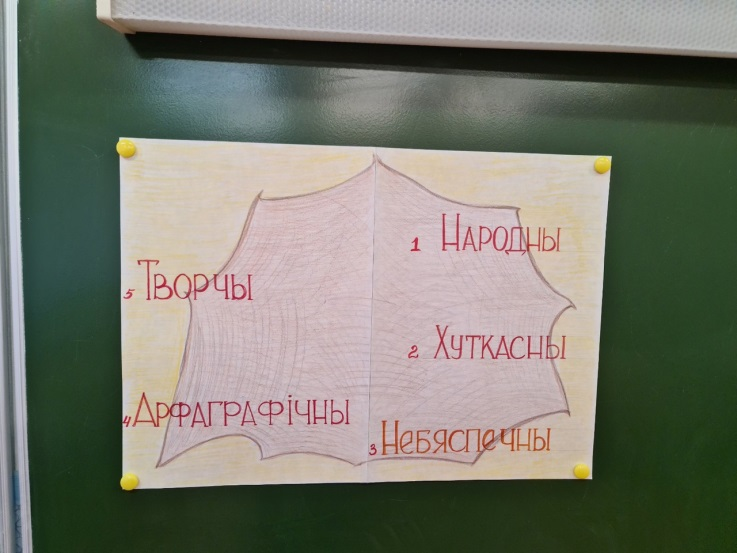 1 Народны
2 Хуткасны
3 Небяспечны
4 Арфаграфічны
5 Творчы